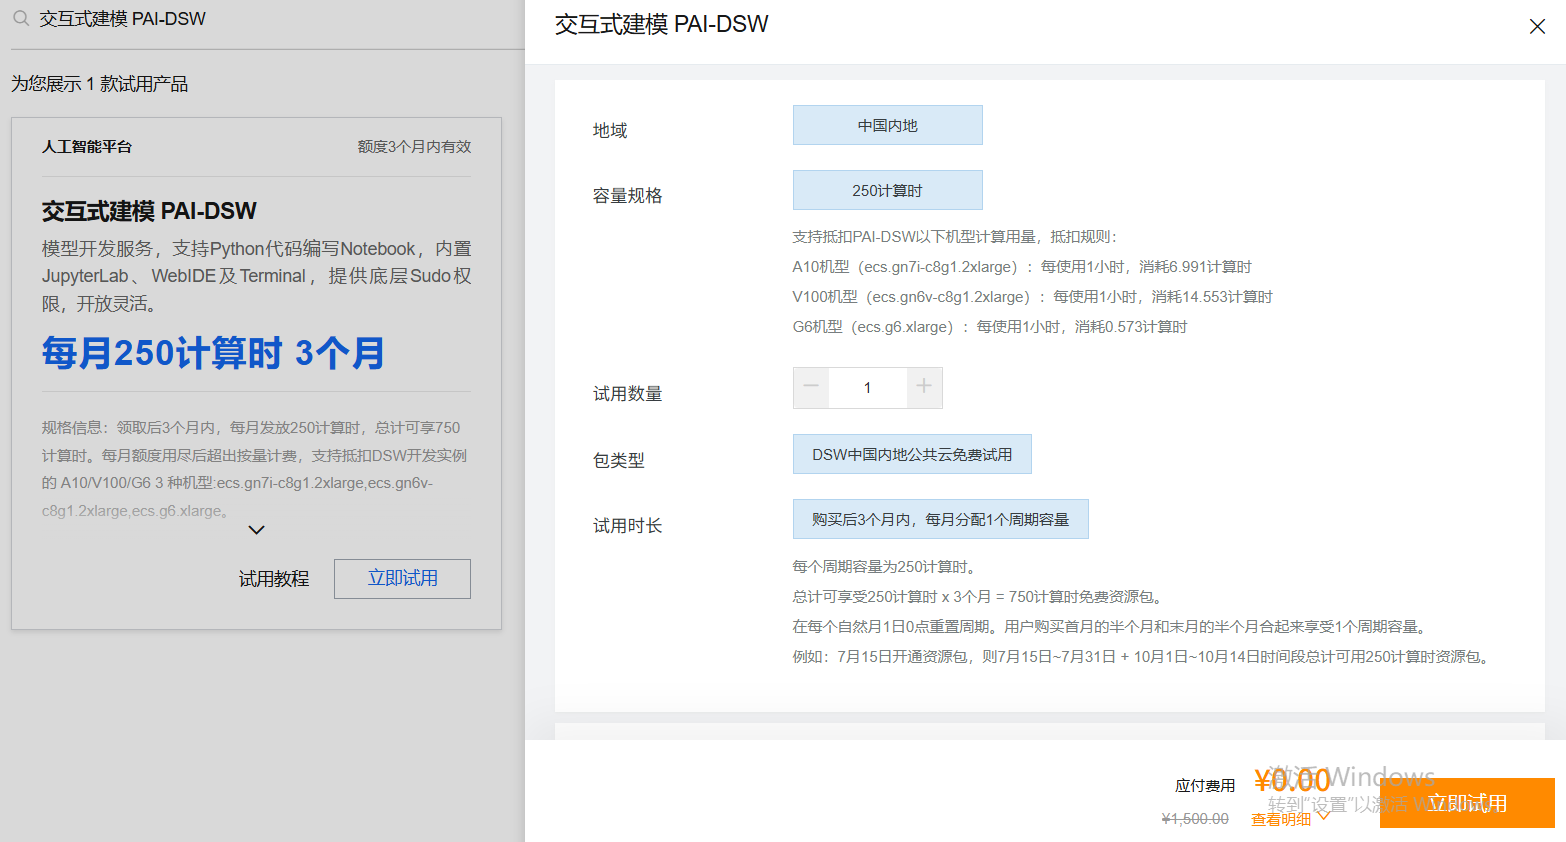 交互式建模 PAI-DSW
为您展示 1 款试用产品
人工智能平台
额度3个月内有效
交互式建模 PAI-DSW
模型开发服务，支持Python代码编写Notebook，内置
JupyterLab、WebIDE及Terminal，提供底层Sudo权
限，开放灵活。
每月250计算时 3个月
规格信息：领取后3个月内，每月发放250计算时，总计可享750
计算时。每月额度用尽后超出按量计费，支持抵扣DSW开发实例
的 A10/V100/G6 3 种机型:ecs.gn7i-c8g1.2xlarge,ecs.gn6v-
c8g1.2xlarge,ecs.g6.xlarge。
试用教程
立即试用
交互式建模 PAI-DSW
地域
中国内地
容量规格
250计算时
支持抵扣PAI-DSW以下机型计算用量，抵扣规则：
A10机型（ecs.gn7i-c8g1.2xlarge）：每使用1小时，消耗6.991计算时
V100机型（ecs.gn6v-c8g1.2xlarge）：每使用1小时，消耗14.553计算时
G6机型（ecs.g6.xlarge）：每使用1小时，消耗0.573计算时
试用数量
1
包类型
DSW中国内地公共云免费试用
试用时长
购买后3个月内，每月分配1个周期容量
每个周期容量为250计算时。
总计可享受250计算时 x 3个月 = 750计算时免费资源包。
在每个自然月1日0点重置周期。用户购买首月的半个月和末月的半个月合起来享受1个周期容量。
例如：7月15日开通资源包，则7月15日~7月31日 + 10月1日~10月14日时间段总计可用250计算时资源包。
应付费用
¥0.00
¥1,500.00
查看明细
立即试用
激活 Windows
转到“设置”以激活 Windows。